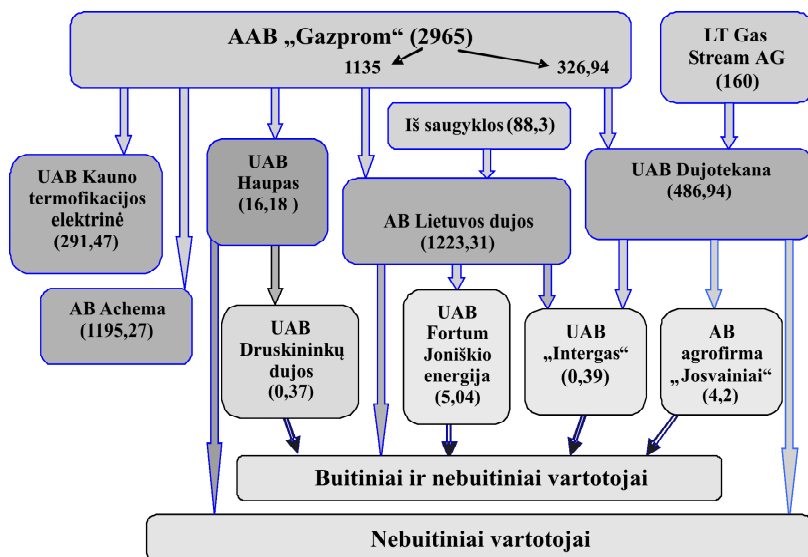 AAB „Gazprom“ (2965)
1135
326,94
LT Gas
Stream AG
(160)
Iš saugyklos (88,3)
UAB Kauno
termofikacijos
elektrinė
(291,47)
UAB
Haupas
(16,18 )
AB Lietuvos dujos
(1223,31)
UAB Dujotekana
(486,94)
AB Achema
(1195,27)
UAB
Druskininkų
dujos
(0,37)
UAB
Fortum
Joniškio
energija
(5,04)
UAB
„Intergas“
(0,39)
AB
agrofirma
„Josvainiai“
(4,2)
Buitiniai ir nebuitiniai vartotojai
Nebuitiniai vartotojai